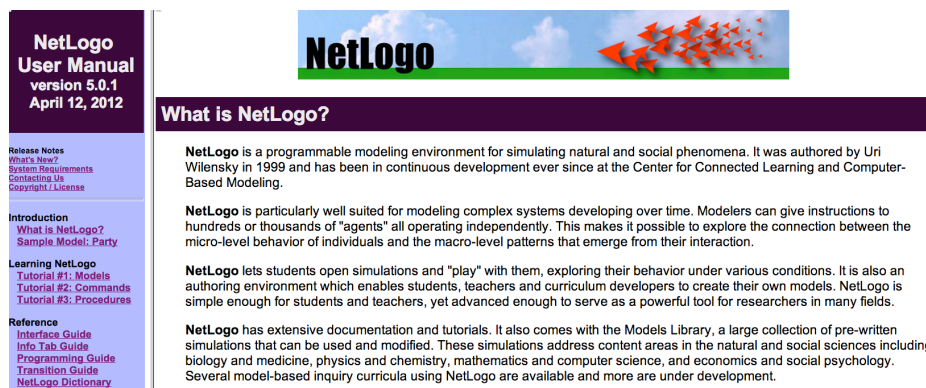 NetLogo
User Manual
version 5.0.1
April 12, 2012
Release Notes
What's New?
System Requirements
Contacting Us
Copyright / License
Introduction
What is NetLogo?
Sample Model: Party
Learning NetLogo
Tutorial #1: Models
Tutorial #2: Commands
Tutorial #3: Procedures
Reference
Interface Guide
Info Tab Guide
Programming Guide
Transition Guide
NetLogo Dictionary
NetLogo
What is NetLogo?
NetLogo is a programmable modeling environment for simulating natural and social phenomena. It was authored by Uri
Wilensky in 1999 and has been in continuous development ever since at the Center for Connected Learning and Computer-
Based Modeling.
NetLogo is particularly well suited for modeling complex systems developing over time. Modelers can give instructions to
hundreds or thousands of "agents" all operating independently. This makes it possible to explore the connection between the
micro-level behavior of individuals and the macro-level patterns that emerge from their interaction.
NetLogo lets students open simulations and "play" with them, exploring their behavior under various conditions. It is also an
authoring environment which enables students, teachers and curriculum developers to create their own models. NetLogo is
simple enough for students and teachers, yet advanced enough to serve as a powerful tool for researchers in many fields.
NetLogo has extensive documentation and tutorials. It also comes with the Models Library, a large collection of pre-written
simulations that can be used and modified. These simulations address content areas in the natural and social sciences including
biology and medicine, physics and chemistry, mathematics and computer science, and economics and social psychology.
Several model-based inquiry curricula using NetLogo are available and more are under development.